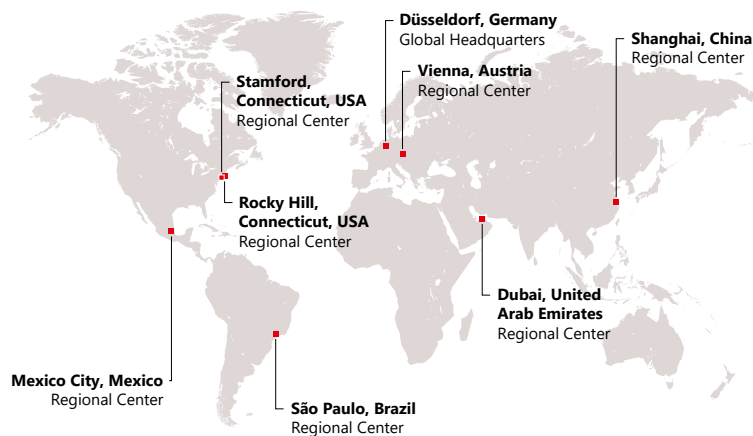 Düsseldorf, Germany
Global Headquarters
Shanghai, China
Regional Center
Vienna, Austria
Regional Center
Stamford,
Connecticut, USA
Regional Center
Rocky Hill,
Connecticut, USA
Regional Center
Dubai, United
Arab Emirates
Regional Center
Mexico City, Mexico
Regional Center
São Paulo, Brazil
Regional Center